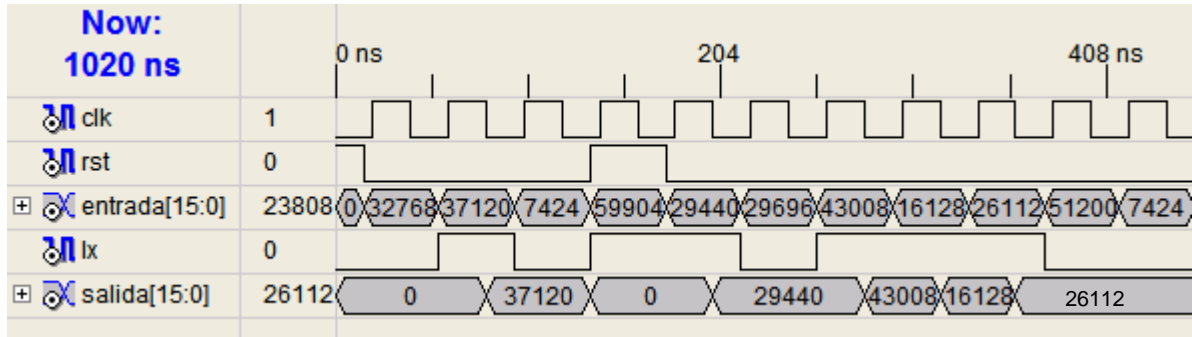 Now:
1020 ns
0 ns 204 408 ns
clk 1
rst 0
entrada[15:0] 23808 0 32768 37120 7424 59904 29440 29696 43008 16128 26112 51200 7424
lx 0
salida[15:0] 26112 0 37120 0 29440 43008 16128 26112